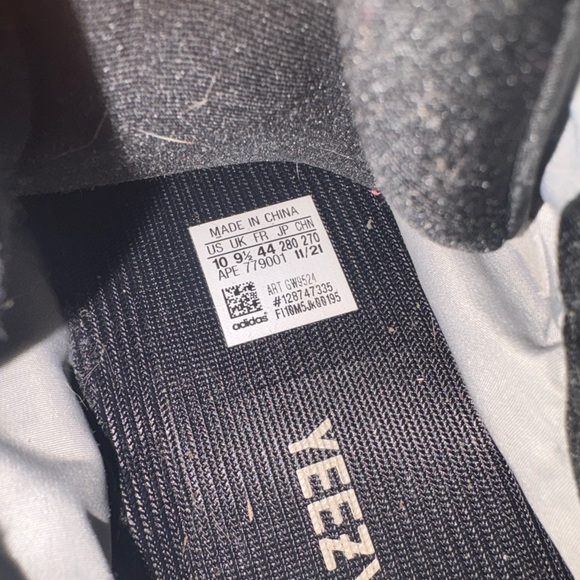 MADE IN CHINA
US UK FR JP CHN
10 9½ 44 280 270
APE 779001 11/21
ART GW9524
#128747335
F110M5Jk00195
adidas
YEEZY